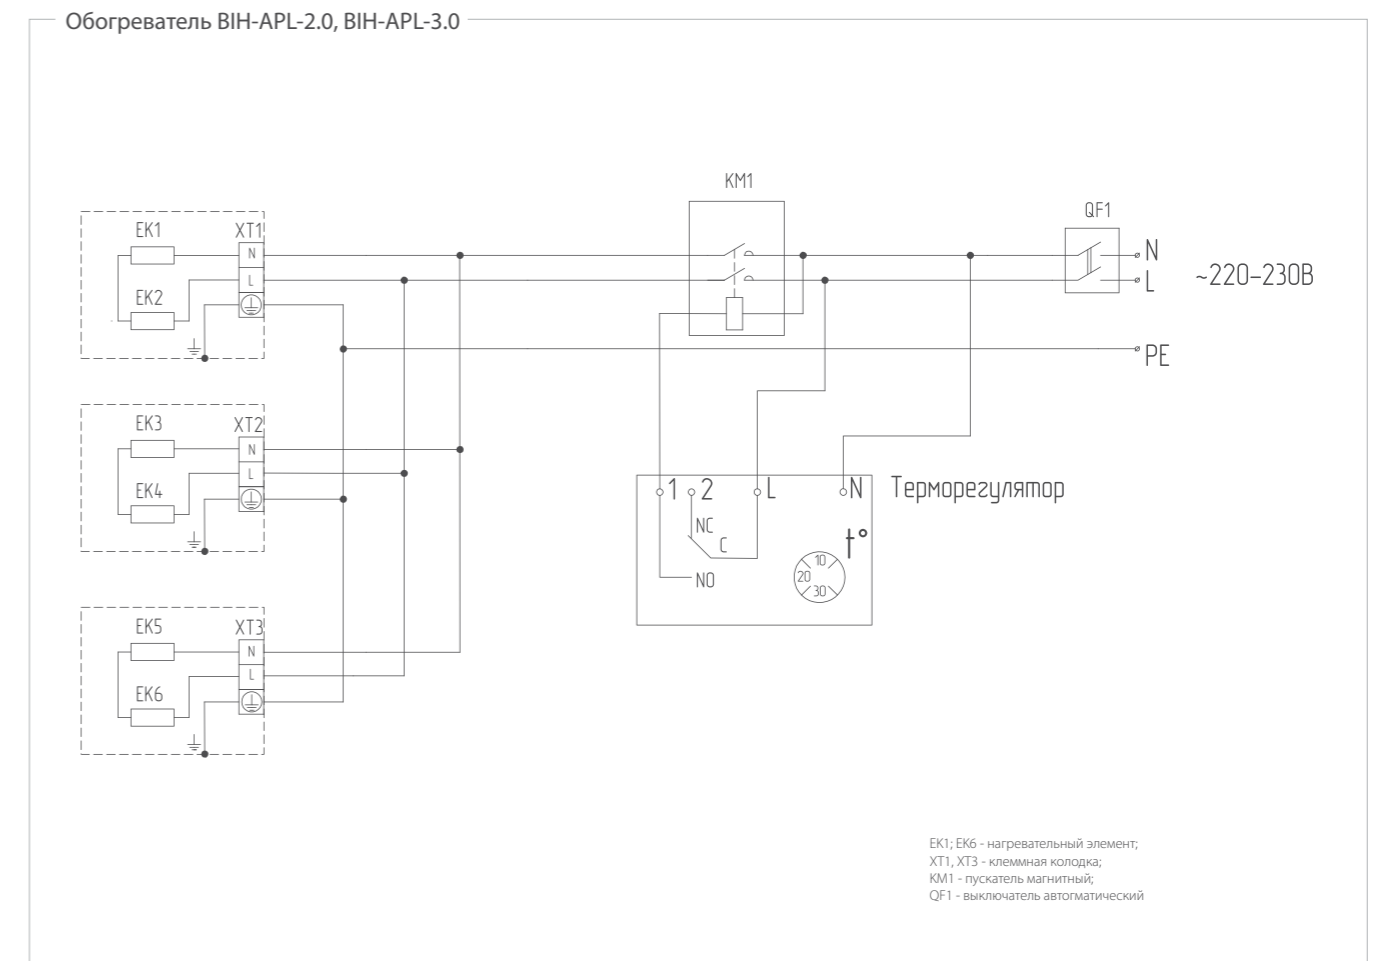 Обогреватель BIH-APL-2.0, BIH-APL-3.0
KM1
QF1
EK1
XT1
N
L
EK2
N
L
~220-230В
PE
EK3
XT2
N
L
EK4
1
2
L
N
Терморегулятор
NC
C
t°
NO
10
20
30
EK5
XT3
N
L
EK6
EK1; EK6 - нагревательный элемент;
XT1, XT3 - клеммная колодка;
KM1 - пускатель магнитный;
QF1 - выключатель автогматический